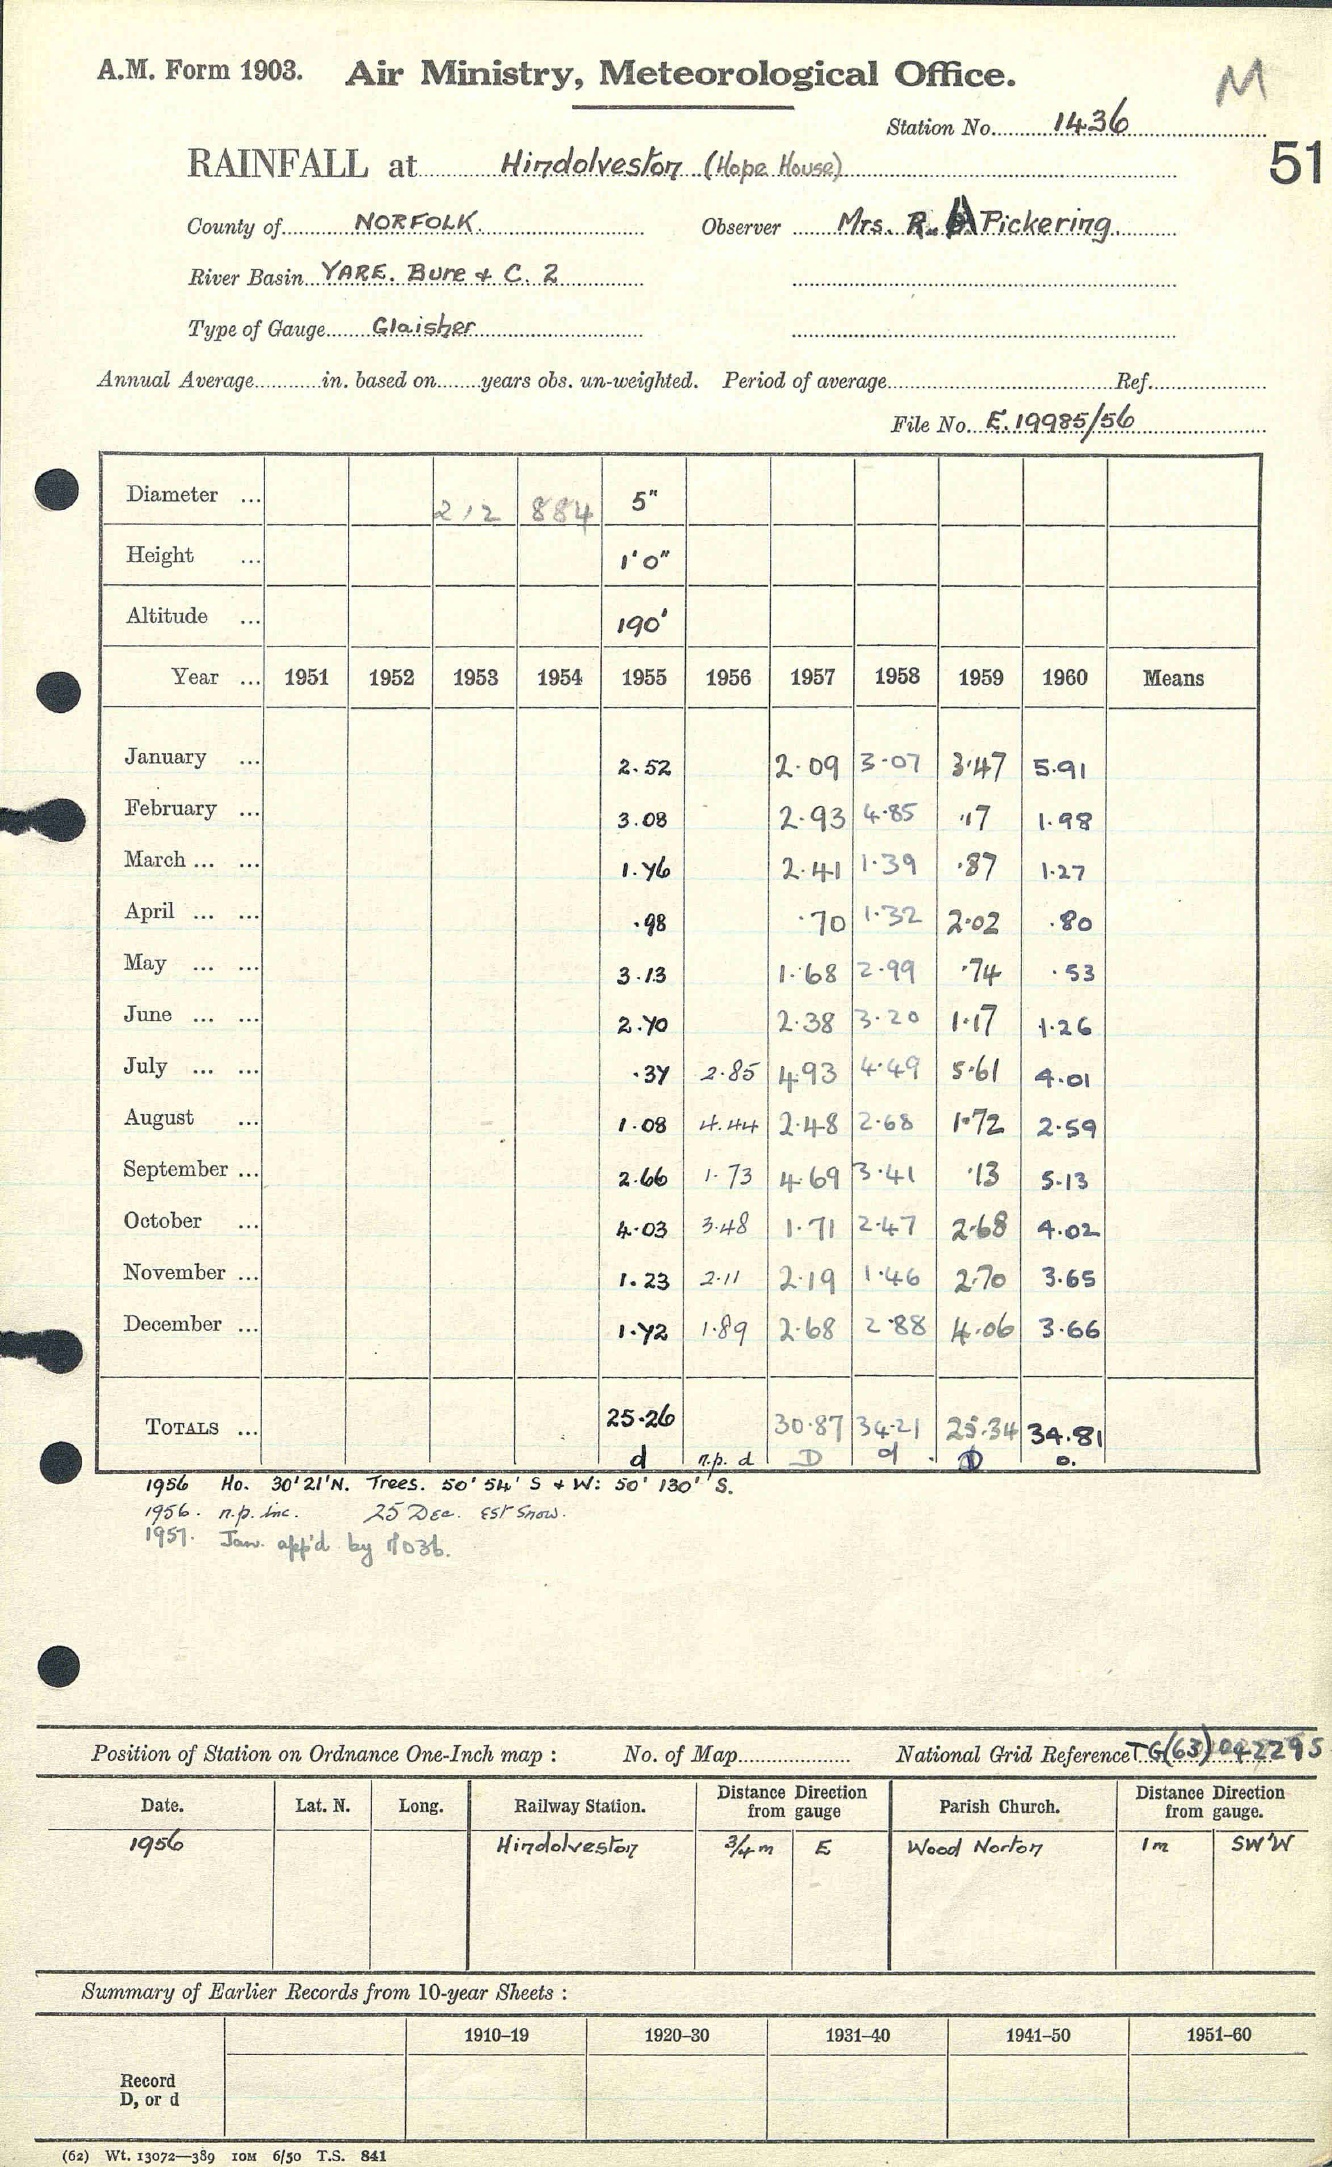 A.M. Form 1903. Air Ministry, Meteorological Office. M
Station No. 1436
RAINFALL at Hindolveston (Hope House) 51
County of NORFOLK. Observer Mrs. R. Pickering.
River Basin YARE. Bure & C. 2
Type of Gauge Glaisher
Annual Average in. based on years obs. un-weighted. Period of average Ref.
File No. E.19985/56
Diameter ... 212 884 5"
Height ... 1'0"
Altitude ... 190'
Year ... 1951 1952 1953 1954 1955 1956 1957 1958 1959 1960 Means
January ... 2.52 2.09 3.07 3.47 5.91
February ... 3.08 2.93 4.85 .17 1.98
March ... ... 1.76 2.41 1.39 .87 1.27
April ... ... .98 .70 1.32 2.02 .80
May ... ... 3.13 1.68 2.99 .74 .53
June ... ... 2.70 2.38 3.20 1.17 1.26
July ... ... .37 2.85 4.93 4.49 5.61 4.01
August ... 1.08 4.44 2.48 2.68 1.72 2.59
September ... 2.66 1.73 4.69 3.41 .13 5.13
October ... 4.03 3.48 1.71 2.47 2.68 4.02
November ... 1.23 2.11 2.19 1.46 2.70 3.65
December ... 1.72 1.89 2.68 2.88 4.06 3.66
TOTALS ... 25.26 30.87 34.21 25.34 34.81
d n.p. d D d D
1956 Ho. 30' 21' N. Trees. 50' 54' S & W: 50' 130' S.
1956. n.p. inc. 25 Dec. Est Snow.
1957. Jan. app'd by
Position of Station on Ordnance One-Inch map : No. of Map National Grid Reference TG(63)042295
Date. Lat. N. Long. Railway Station. Distance Direction from gauge Parish Church. Distance Direction from gauge.
1956 Hindolveston 3/4 m E Wood Norton 1m SW'W
Summary of Earlier Records from 10-year Sheets :
1910–19 1920–30 1931–40 1941–50 1951–60
Record
D, or d
(62) Wt. 13072—389 10M 6/50 T.S. 841